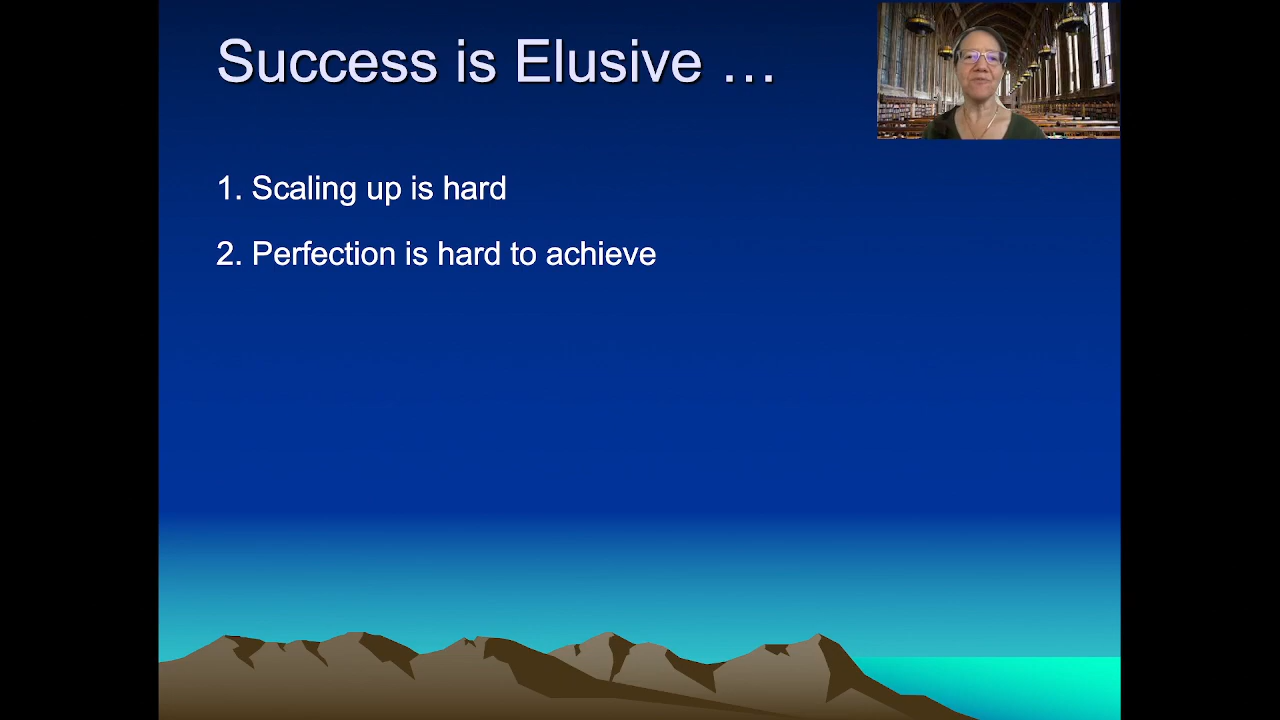 Success is Elusive …
1. Scaling up is hard
2. Perfection is hard to achieve